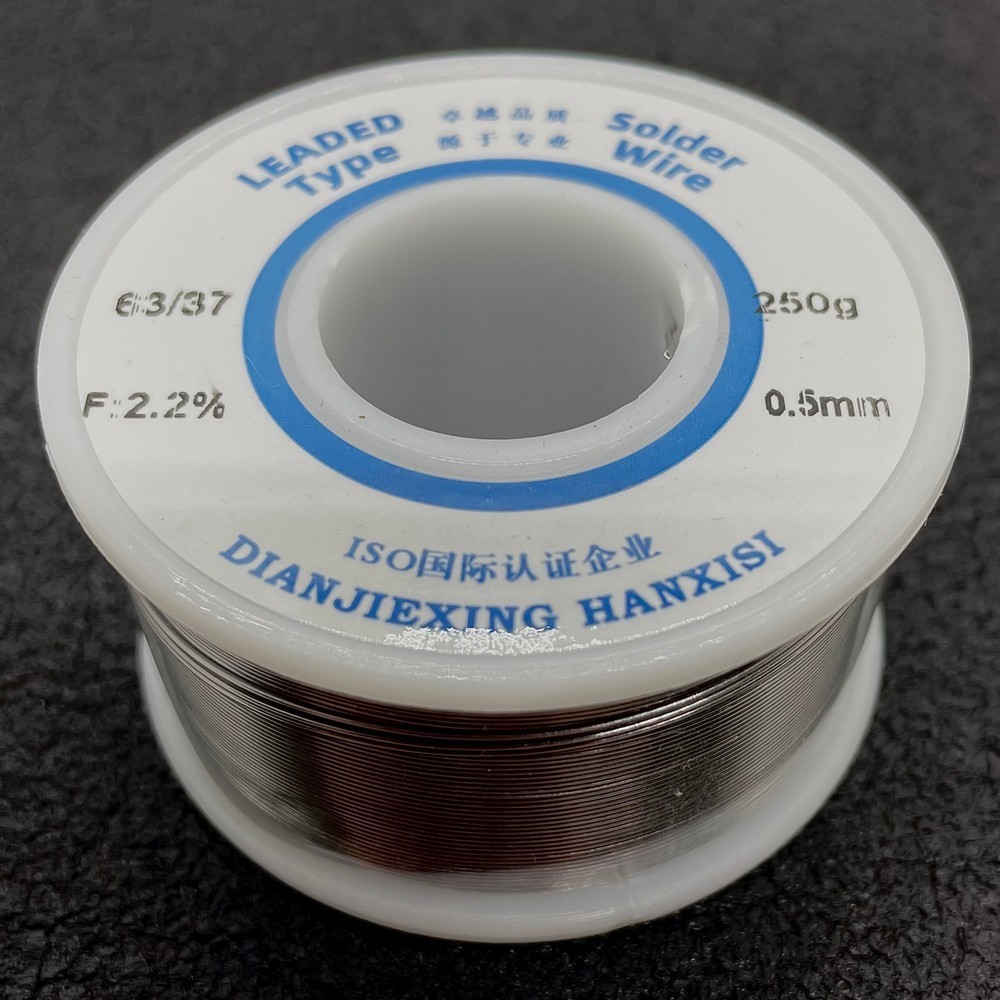 LEADED Type
卓越品质
源于专业
Solder Wire
63/37
250g
F:2.2%
0.5mm
ISO国际认证企业
DIANJIEXING HANXISI